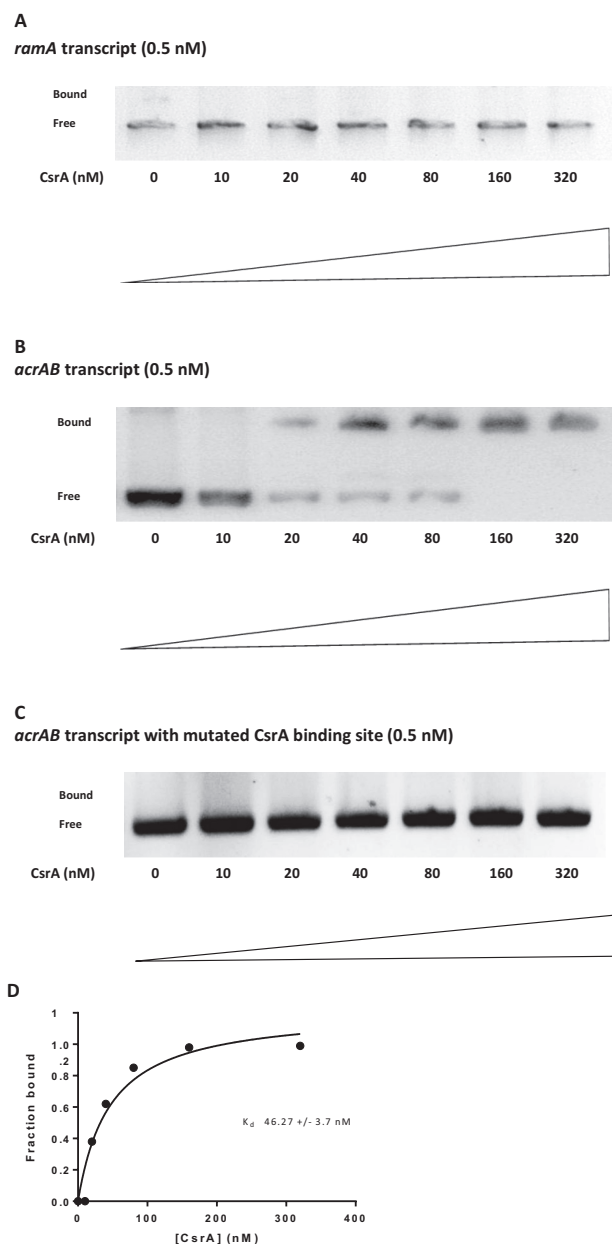 A
ramA transcript (0.5 nM)
Bound
Free
CsrA (nM) 0 10 20 40 80 160 320
B
acrAB transcript (0.5 nM)
Bound
Free
CsrA (nM) 0 10 20 40 80 160 320
C
acrAB transcript with mutated CsrA binding site (0.5 nM)
Bound
Free
CsrA (nM) 0 10 20 40 80 160 320
D
1
1.0
.2
0.8
0.6
0.4
0.2
0.0
Fraction bound
Kd 46.27 +/- 3.7 nM
0 100 200 300 400
[CsrA] (nM)